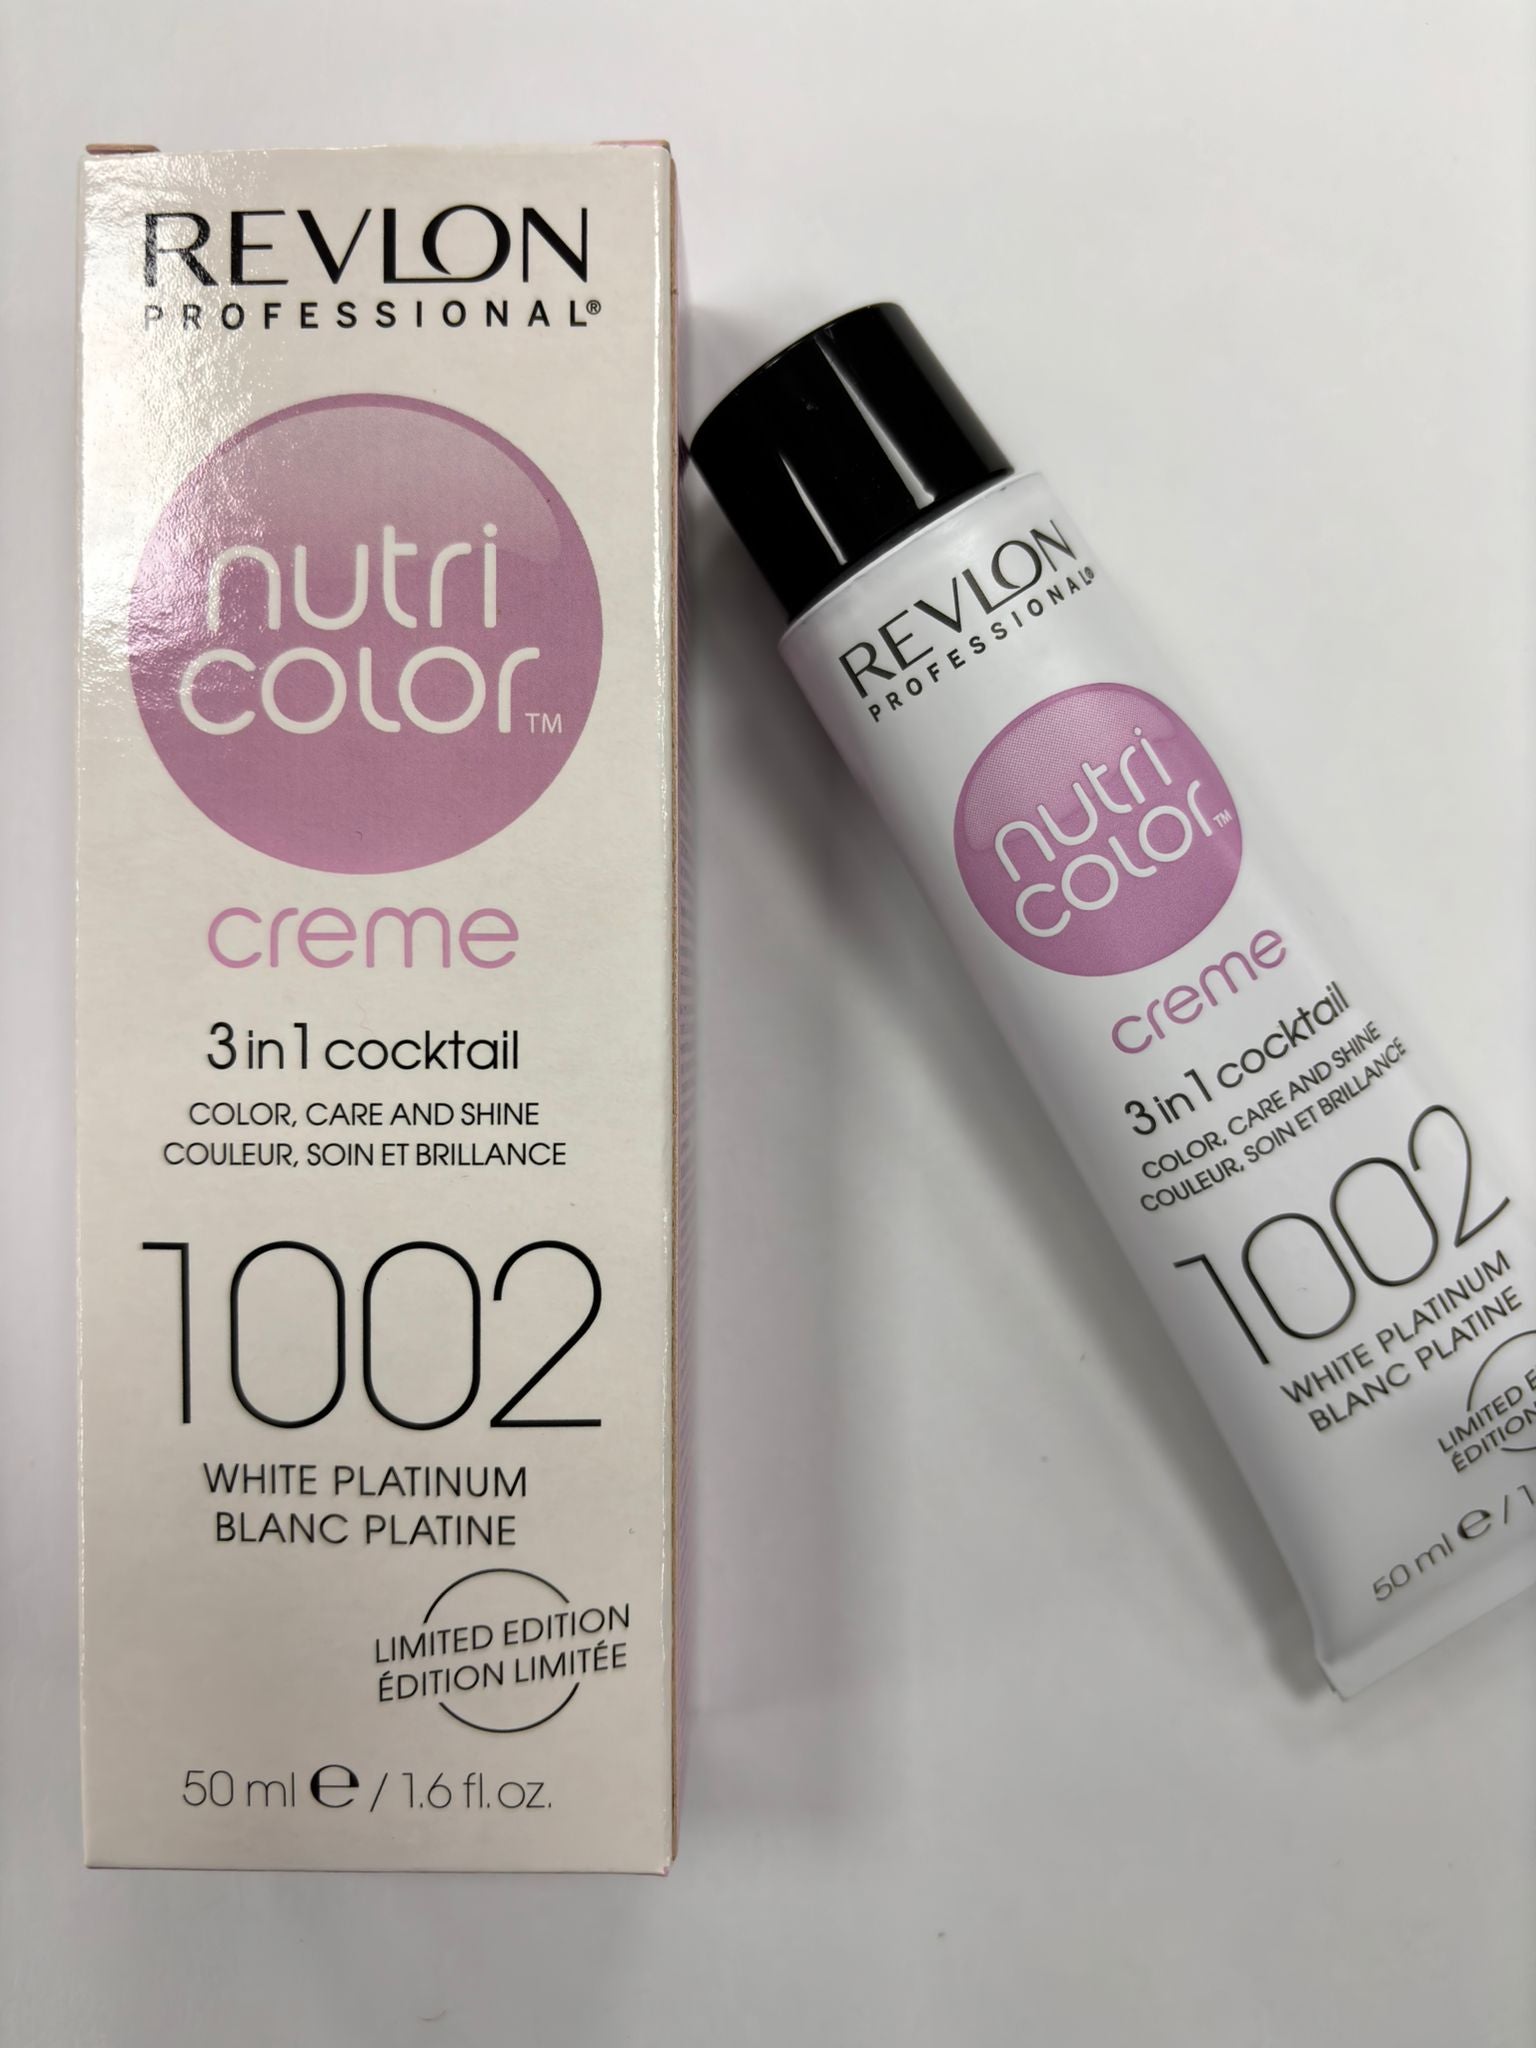 REVLON
PROFESSIONAL®
nutri
color™
creme
3 in 1 cocktail
COLOR, CARE AND SHINE
COULEUR, SOIN ET BRILLANCE
1002
WHITE PLATINUM
BLANC PLATINE
LIMITED EDITION
ÉDITION LIMITÉE
50 ml e / 1.6 fl. oz.
REVLON
PROFESSIONAL®
nutri
color™
creme
3 in 1 cocktail
COLOR, CARE AND SHINE
COULEUR, SOIN ET BRILLANCE
1002
WHITE PLATINUM
BLANC PLATINE
LIMITED
ÉDITION
50 ml e /